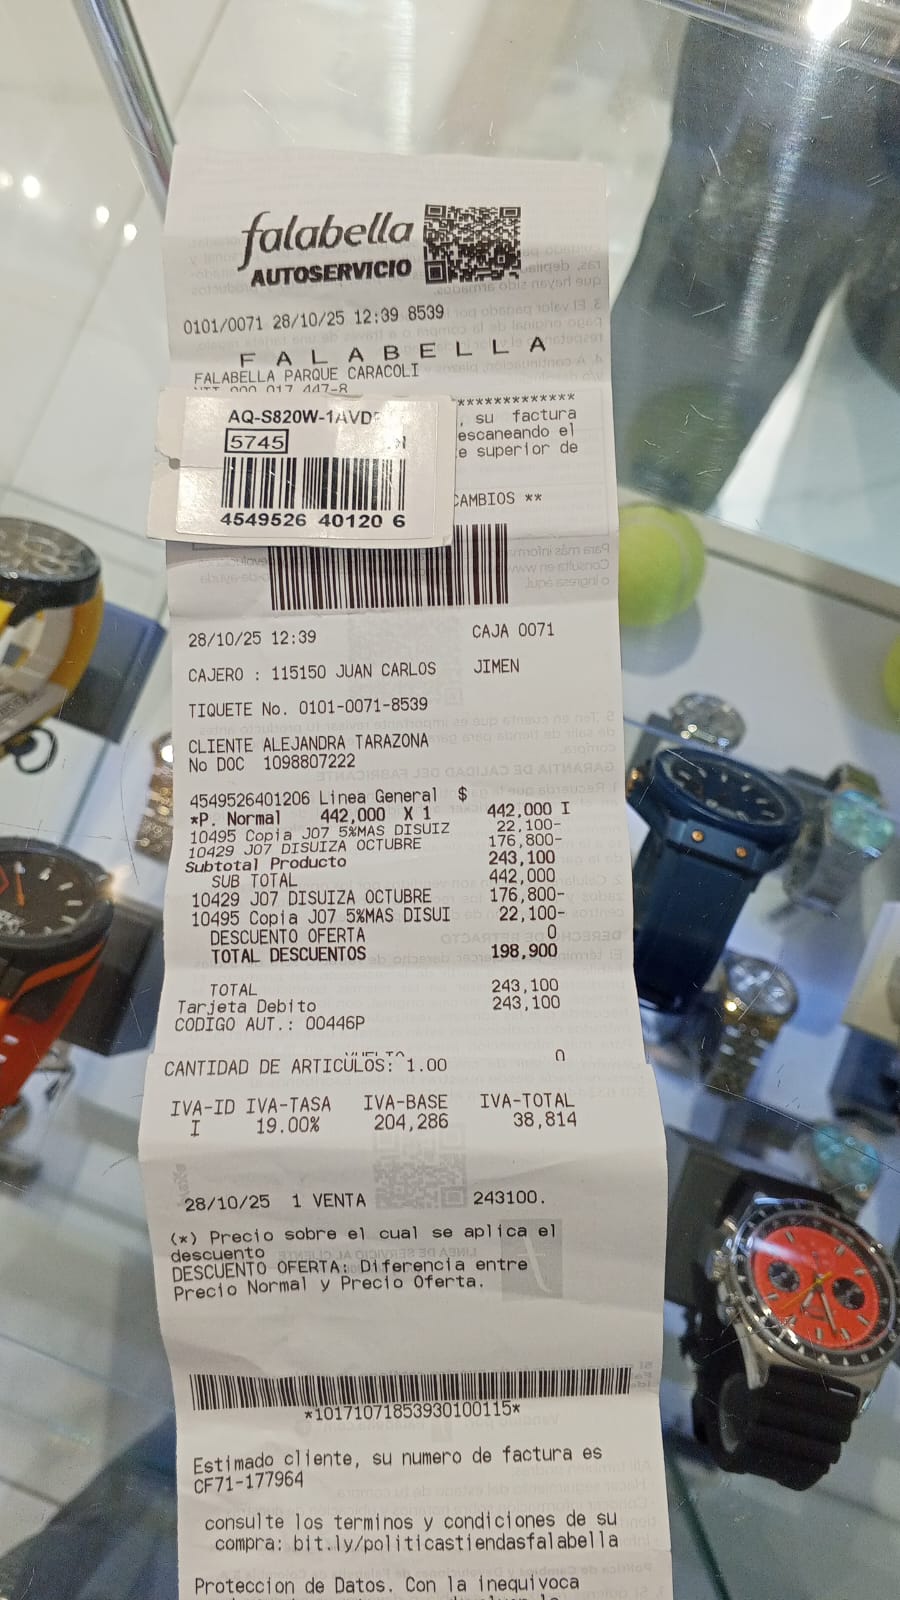 falabella
AUTOSERVICIO
0101/0071 28/10/25 12:39 8539
F A L A B E L L A
FALABELLA PARQUE CARACOLI
017 447-8
*************
AQ-S820W-1AVD
5745
4549526 40120 6
, su factura
escaneando el
e superior de
CAMBIOS **
28/10/25 12:39 CAJA 0071
CAJERO : 115150 JUAN CARLOS JIMEN
TIQUETE No. 0101-0071-8539
CLIENTE ALEJANDRA TARAZONA
No DOC 1098807222
4549526401206 Linea General $
*P. Normal 442,000 X 1 442,000 I
10495 Copia J07 5%MAS DISUIZ 22,100-
10429 J07 DISUIZA OCTUBRE 176,800-
Subtotal Producto 243,100
SUB TOTAL 442,000
10429 J07 DISUIZA OCTUBRE 176,800-
10495 Copia J07 5%MAS DISUI 22,100-
DESCUENTO OFERTA 0
TOTAL DESCUENTOS 198,900
TOTAL 243,100
Tarjeta Debito 243,100
CODIGO AUT.: 00446P
CANTIDAD DE ARTICULOS: 1.00
IVA-ID IVA-TASA IVA-BASE IVA-TOTAL
I 19.00% 204,286 38,814
28/10/25 1 VENTA 243100.
(*) Precio sobre el cual se aplica el
descuento
DESCUENTO OFERTA: Diferencia entre
Precio Normal y Precio Oferta.
*10171071853930100115*
Estimado cliente, su numero de factura es
CF71-177964
consulte los terminos y condiciones de su
compra: bit.ly/politicastiendasfalabella
Proteccion de Datos. Con la inequivoca